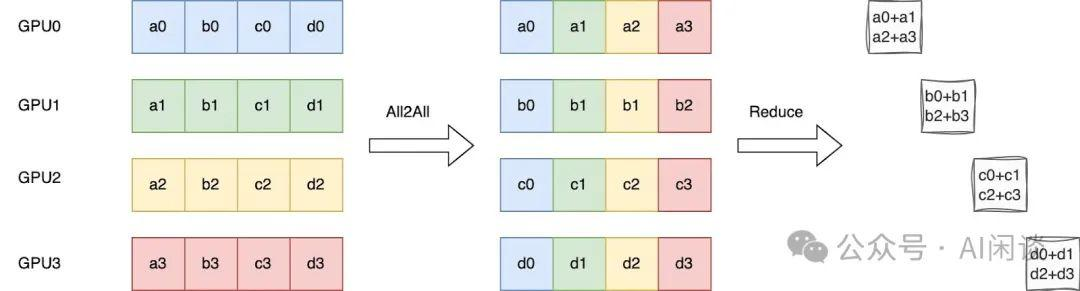 GPU0
a0 b0 c0 d0
a0 a1 a2 a3
a0+a1
a2+a3
GPU1
a1 b1 c1 d1
All2All
b0 b1 b1 b2
Reduce
b0+b1
b2+b3
GPU2
a2 b2 c2 d2
c0 c1 c2 c3
c0+c1
c2+c3
GPU3
a3 b3 c3 d3
d0 d1 d2 d3
公众号 · AI闲谈
d0+d1
d2+d3